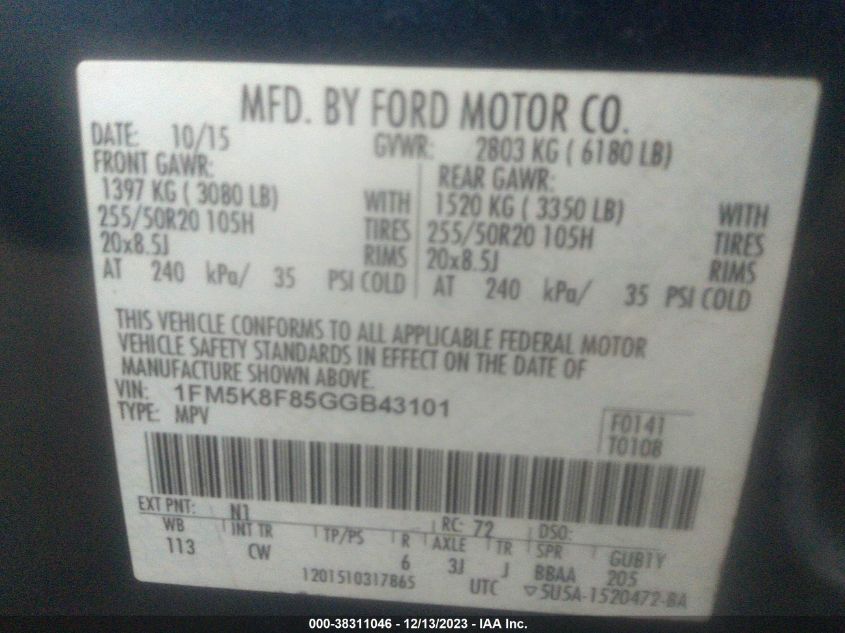 MFD. BY FORD MOTOR CO.
DATE: 10/15 GVWR: 2803 KG ( 6180 LB)
FRONT GAWR: REAR GAWR:
1397 KG ( 3080 LB) WITH 1520 KG ( 3350 LB) WITH
255/50R20 105H TIRES 255/50R20 105H TIRES
20x8.5J RIMS 20x8.5J RIMS
AT 240 kPa/ 35 PSI COLD AT 240 kPa/ 35 PSI COLD
THIS VEHICLE CONFORMS TO ALL APPLICABLE FEDERAL MOTOR
VEHICLE SAFETY STANDARDS IN EFFECT ON THE DATE OF
MANUFACTURE SHOWN ABOVE.
VIN: 1FM5K8F85GGB43101
TYPE: MPV
F0141
T0108
EXT PNT: N1 RC: 72 DSO:
WB INT TR TP/PS R AXLE TR SPR GUBTY
113 CW 6 3J J BBAA 205
1201510317865 UTC ▽5U5A-1520472-BA
000-38311046 - 12/13/2023 - IAA Inc.